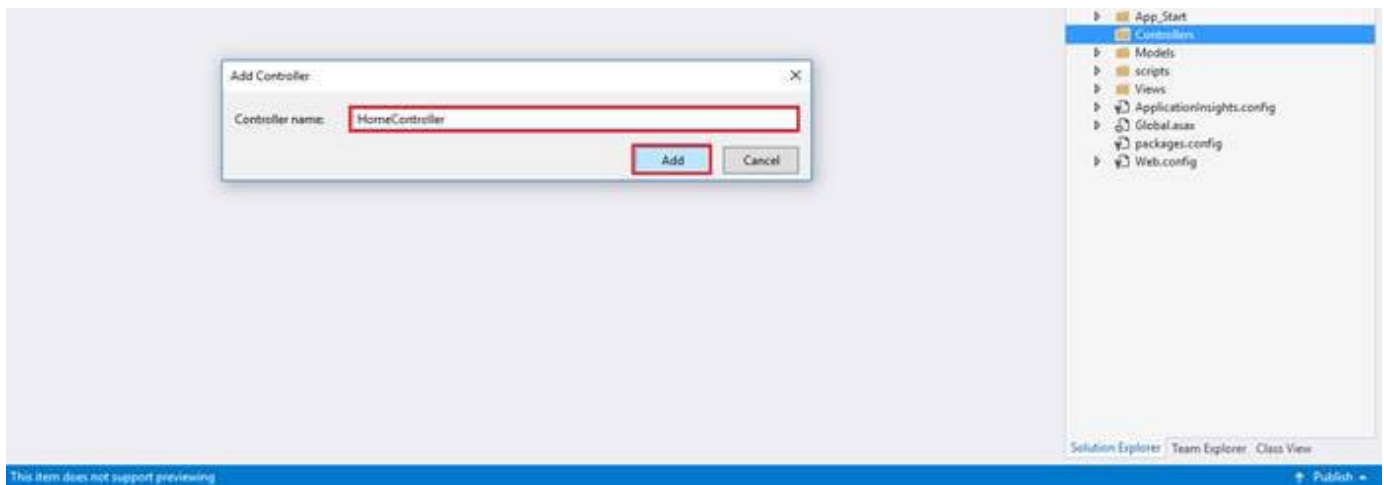 App_Start
Controllers
Models
scripts
Views
ApplicationInsights.config
Global.asax
packages.config
Web.config
Add Controller
Controller name:
HomeController
Add
Cancel
Solution Explorer Team Explorer Class View
This item does not support previewing
Publish